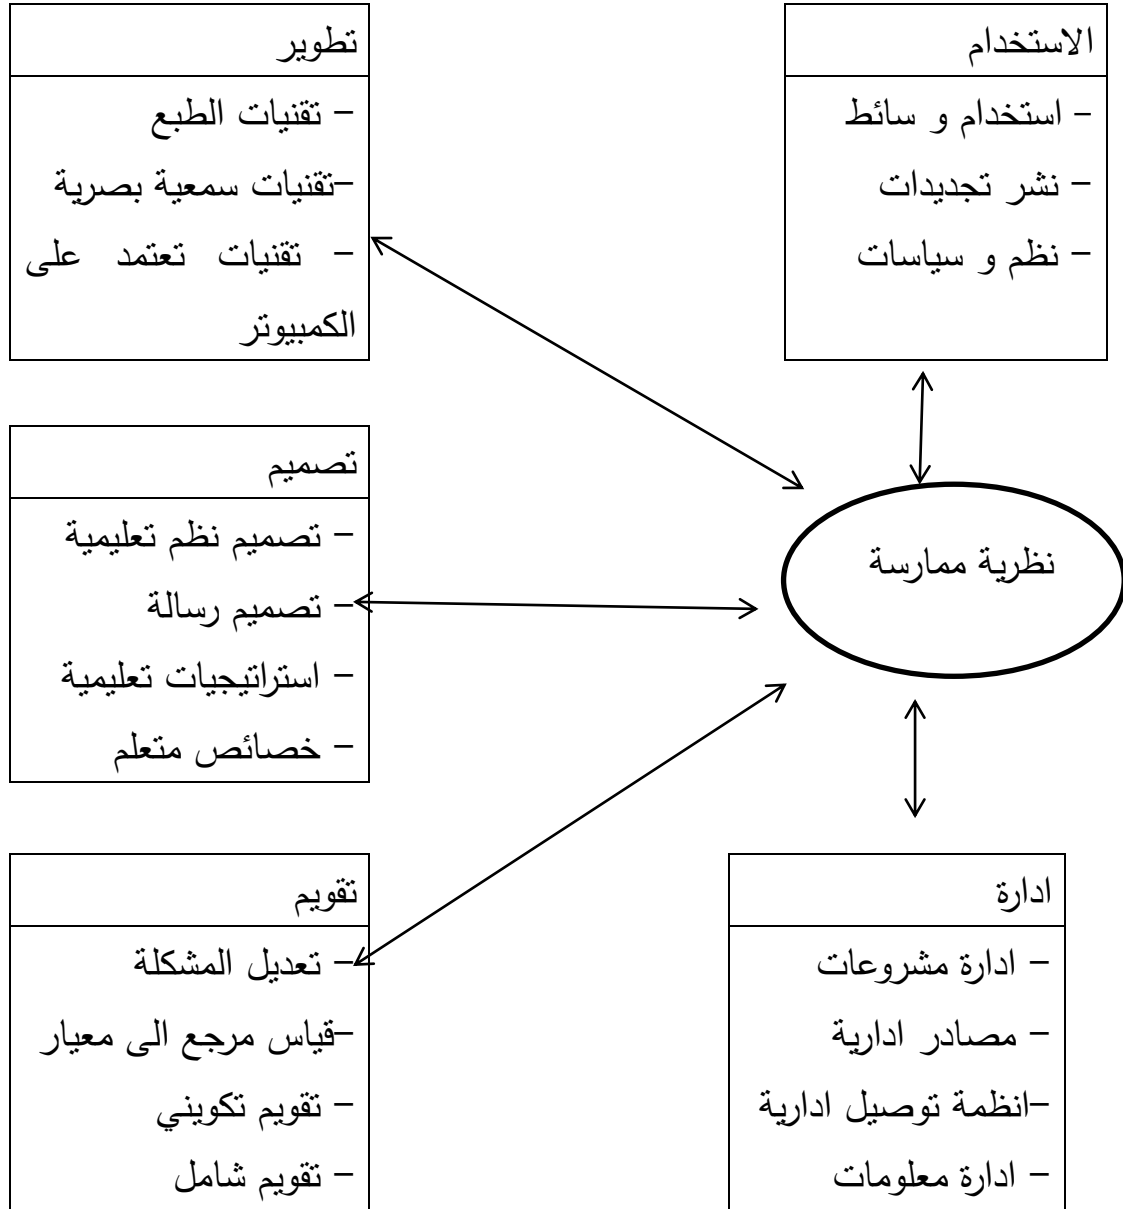 الاستخدام
- استخدام و سائط
- نشر تجديدات
- نظم و سياسات
تطوير
- تقنيات الطبع
-تقنيات سمعية بصرية
- تقنيات تعتمد على
الكمبيوتر
نظرية ممارسة
تصميم
- تصميم نظم تعليمية
- تصميم رسالة
- استراتيجيات تعليمية
- خصائص متعلم
ادارة
- ادارة مشروعات
- مصادر ادارية
-انظمة توصيل ادارية
- ادارة معلومات
تقويم
- تعديل المشكلة
-قياس مرجع الى معيار
- تقويم تكويني
- تقويم شامل